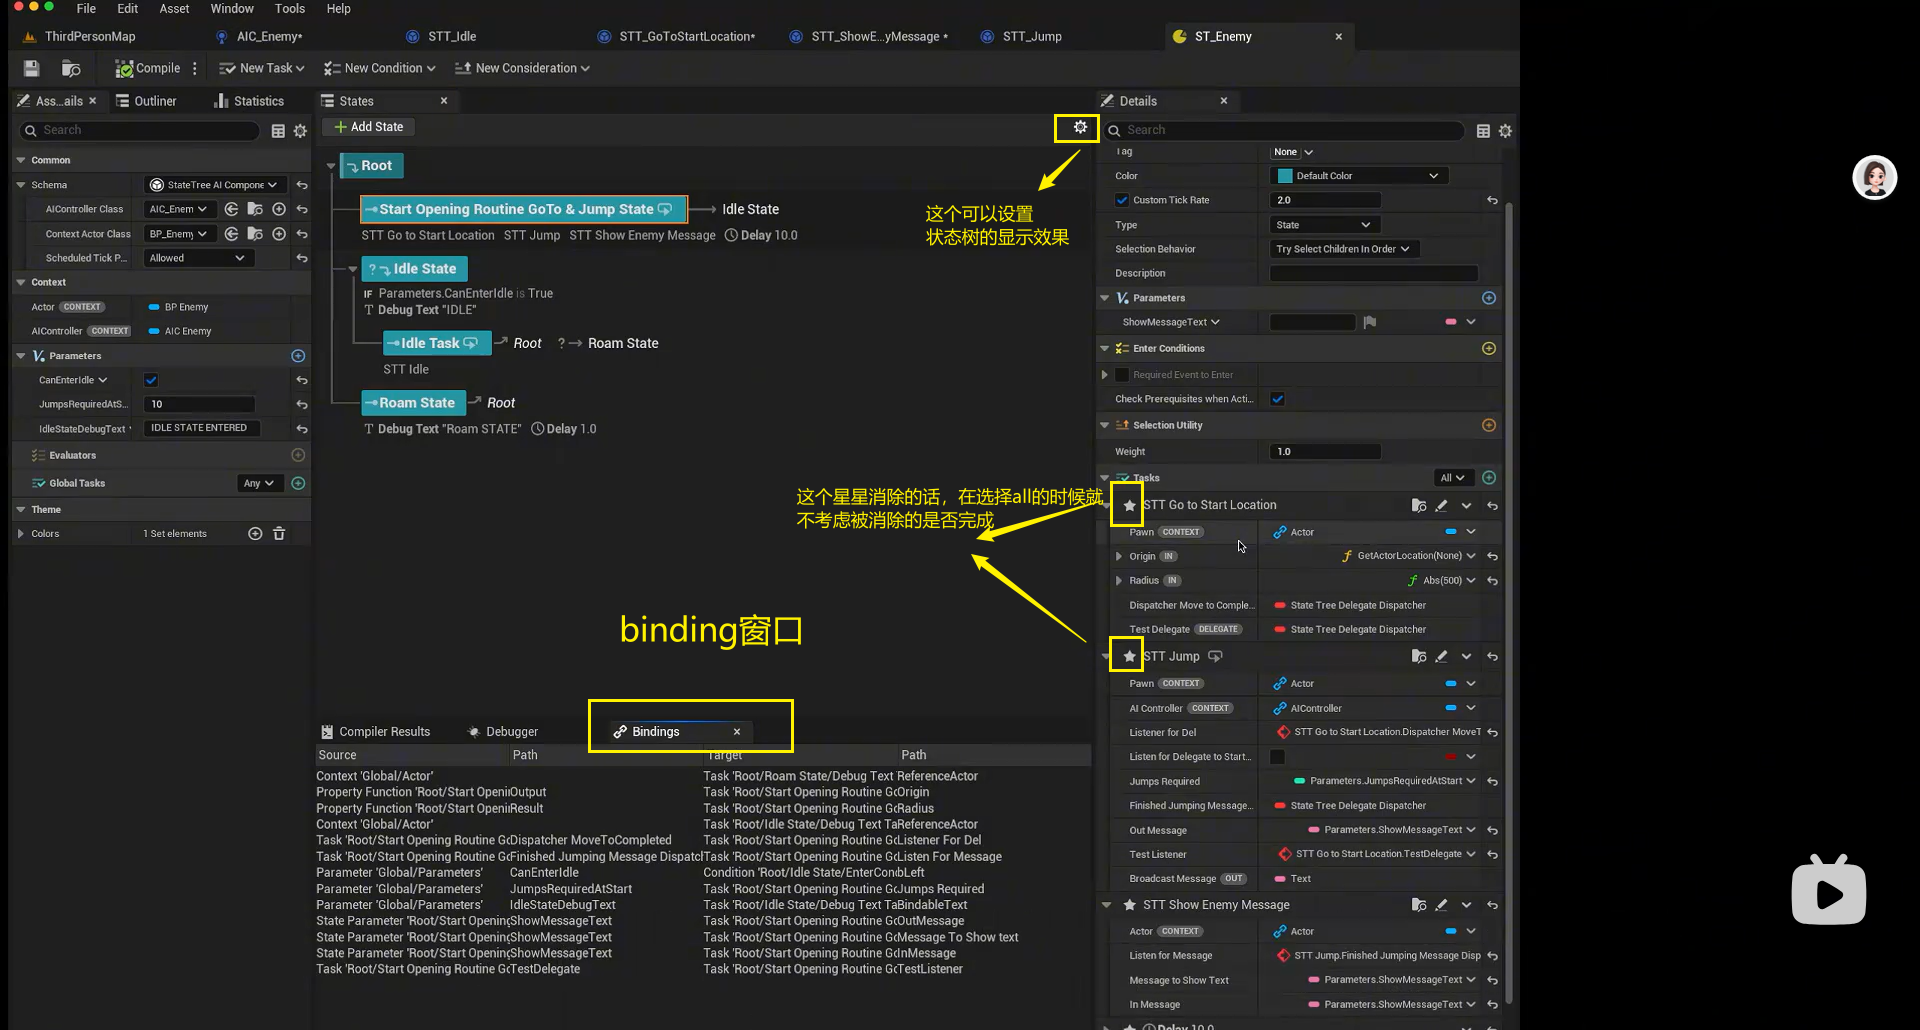 File Edit Asset Window Tools Help
ThirdPersonMap AIC_Enemy* STT_Idle STT_GoToStartLocation* STT_ShowE...yMessage * STT_Jump ST_Enemy
Compile New Task New Condition New Consideration
Ass...ails Outliner Statistics
Search
Common
Schema StateTree AI Compone
AIController Class AIC_Enem
Context Actor Class BP_Enemy
Scheduled Tick P... Allowed
Context
Actor CONTEXT BP Enemy
AIController CONTEXT AIC Enemy
Parameters
CanEnterIdle
JumpsRequiredAtS... 10
IdleStateDebugText IDLE STATE ENTERED
Evaluators
Global Tasks Any
Theme
Colors 1 Set elements
States
Add State
Root
Start Opening Routine GoTo & Jump State Idle State
STT Go to Start Location STT Jump STT Show Enemy Message Delay 10.0
? Idle State
IF Parameters.CanEnterIdle is True
T Debug Text "IDLE"
Idle Task Root ? Roam State
STT Idle
Roam State Root
T Debug Text "Roam STATE" Delay 1.0
这个可以设置
状态树的显示效果
这个星星消除的话，在选择all的时候就
不考虑被消除的是否完成
binding窗口
Compiler Results Debugger Bindings
Source Path Target Path
Context 'Global/Actor' Task 'Root/Roam State/Debug Text ReferenceActor
Property Function 'Root/Start Openi Output Task 'Root/Start Opening Routine Go Origin
Property Function 'Root/Start Openi Result Task 'Root/Start Opening Routine Go Radius
Context 'Global/Actor' Task 'Root/Idle State/Debug Text Ta ReferenceActor
Task 'Root/Start Opening Routine Go Dispatcher MoveToCompleted Task 'Root/Start Opening Routine Go Listener For Del
Task 'Root/Start Opening Routine Go Finished Jumping Message Dispatc Task 'Root/Start Opening Routine Go Listen For Message
Parameter 'Global/Parameters' CanEnterIdle Condition 'Root/Idle State/EnterCon bLeft
Parameter 'Global/Parameters' JumpsRequiredAtStart Task 'Root/Start Opening Routine Go Jumps Required
Parameter 'Global/Parameters' IdleStateDebugText Task 'Root/Idle State/Debug Text Ta BindableText
State Parameter 'Root/Start Opening ShowMessageText Task 'Root/Start Opening Routine Go OutMessage
State Parameter 'Root/Start Opening ShowMessageText Task 'Root/Start Opening Routine Go Message To Show text
State Parameter 'Root/Start Opening ShowMessageText Task 'Root/Start Opening Routine Go InMessage
Task 'Root/Start Opening Routine Go TestDelegate Task 'Root/Start Opening Routine Go TestListener
Details
Search
Tag None
Color Default Color
Custom Tick Rate 2.0
Type State
Selection Behavior Try Select Children In Order
Description
Parameters
ShowMessageText
Enter Conditions
Required Event to Enter
Check Prerequisites when Acti...
Selection Utility
Weight 1.0
Tasks All
STT Go to Start Location
Pawn CONTEXT Actor
Origin IN GetActorLocation(None)
Radius IN Abs(500)
Dispatcher Move to Comple... State Tree Delegate Dispatcher
Test Delegate DELEGATE State Tree Delegate Dispatcher
STT Jump
Pawn CONTEXT Actor
AI Controller CONTEXT AIController
Listener for Del STT Go to Start Location.Dispatcher MoveT
Listen for Delegate to Start...
Jumps Required Parameters.JumpsRequiredAtStart
Finished Jumping Message... State Tree Delegate Dispatcher
Out Message Parameters.ShowMessageText
Test Listener STT Go to Start Location.TestDelegate
Broadcast Message OUT Text
STT Show Enemy Message
Actor CONTEXT Actor
Listen for Message STT Jump.Finished Jumping Message Disp
Message to Show Text Parameters.ShowMessageText
In Message Parameters.ShowMessageText
Delay 10.0